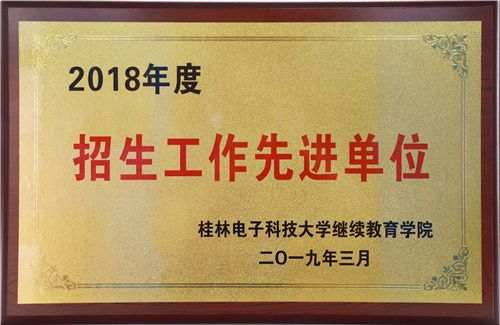 2018年度
招生工作先进单位
桂林电子科技大学继续教育学院
二〇一九年三月